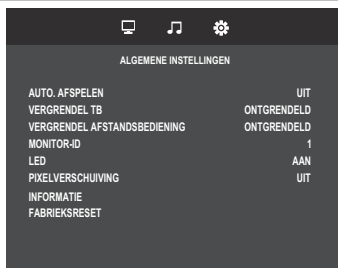 ALGEMENE INSTELLINGEN
AUTO. AFSPELEN UIT
VERGRENDEL TB ONTGRENDELD
VERGRENDEL AFSTANDSBEDIENING ONTGRENDELD
MONITOR-ID 1
LED AAN
PIXELVERSCHUIVING UIT
INFORMATIE
FABRIEKSRESET